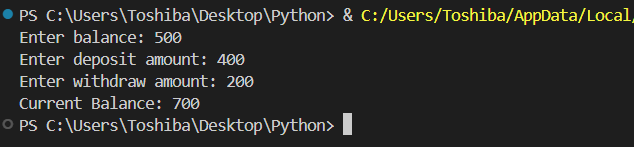 PS C:\Users\Toshiba\Desktop\Python> & C:/Users/Toshiba/AppData/Local/
Enter balance: 500
Enter deposit amount: 400
Enter withdraw amount: 200
Current Balance: 700
PS C:\Users\Toshiba\Desktop\Python>